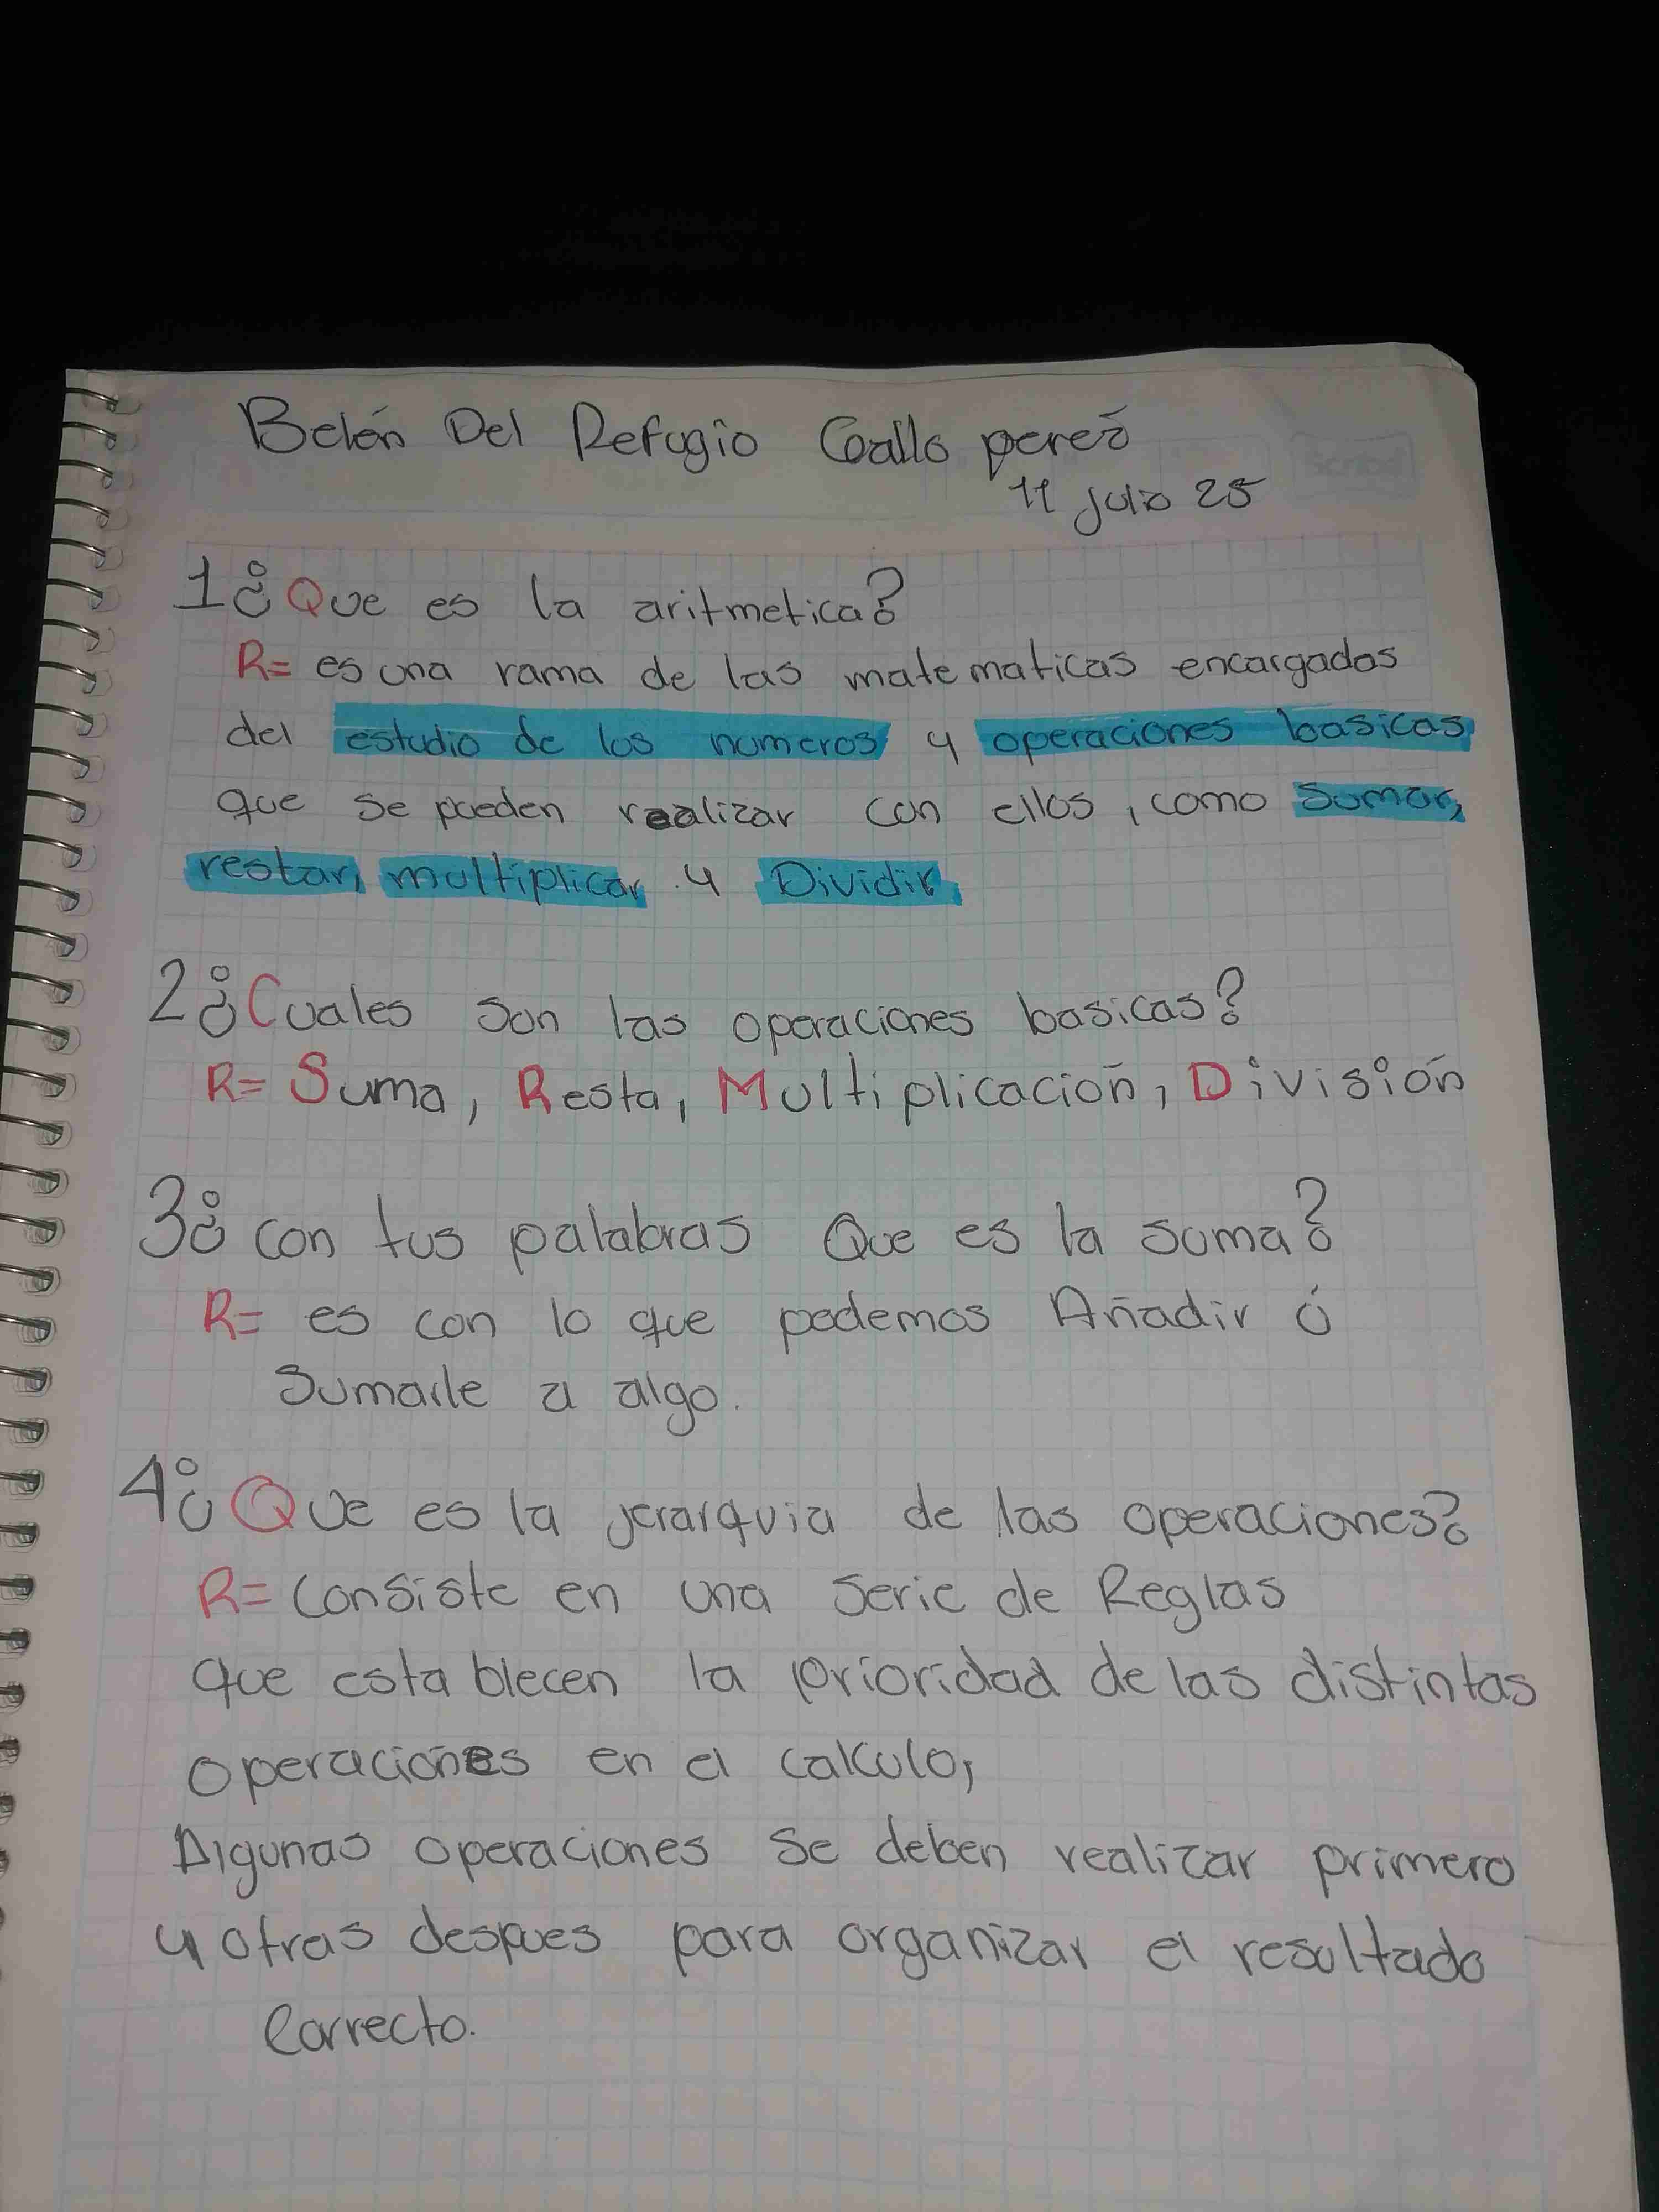 Belén Del Refugio Gallo perez
11 julio 25
Scribe
1¿Que es la aritmetica?
R= es una rama de las matematicas encargadas
del estudio de los numeros y operaciones basicas
que se pueden realizar con ellos, como sumar,
restar, multiplicar y Dividir
2¿Cuales son las operaciones basicas?
R= Suma, Resta, Multiplicación, División
3¿ con tus palabras Que es la suma?
R= es con lo que podemos Añadir ó
Sumarle a algo.
4¿Que es la jerarquia de las operaciones?
R= Consiste en una serie de Reglas
que esta blecen la prioridad de las distintas
operaciones en el calculo,
Algunas operaciones se deben realizar primero
y otras despues para organizar el resultado
Correcto.